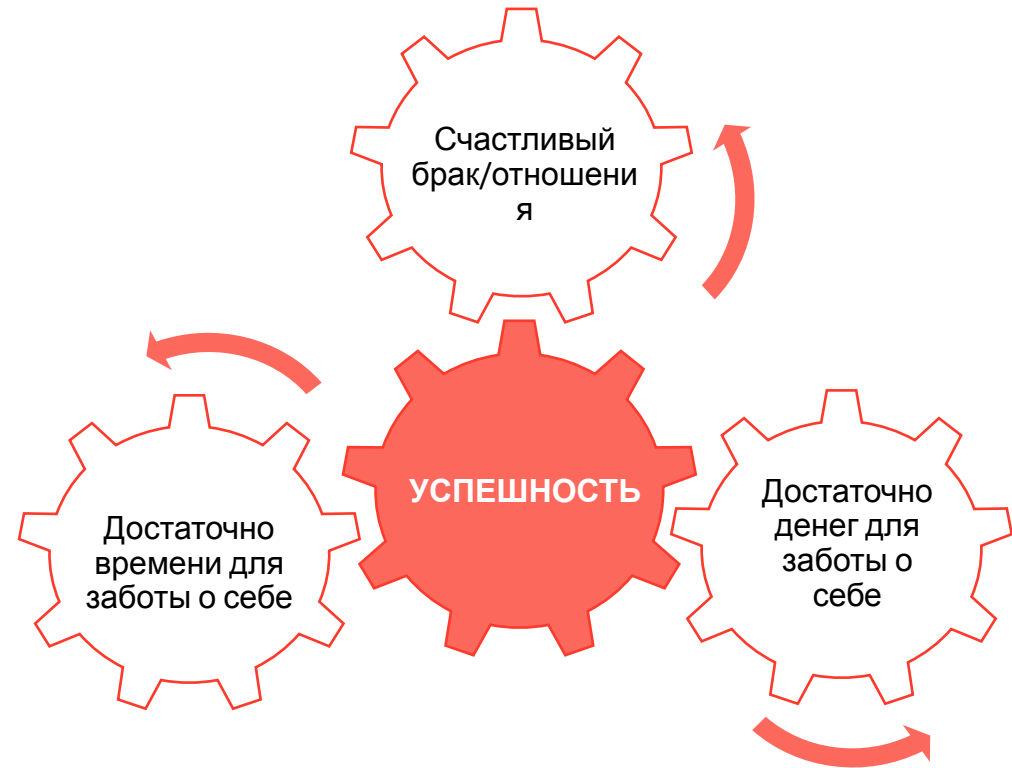 Счастливый
брак/отношени
я
УСПЕШНОСТЬ
Достаточно
времени для
заботы о себе
Достаточно
денег для
заботы о
себе